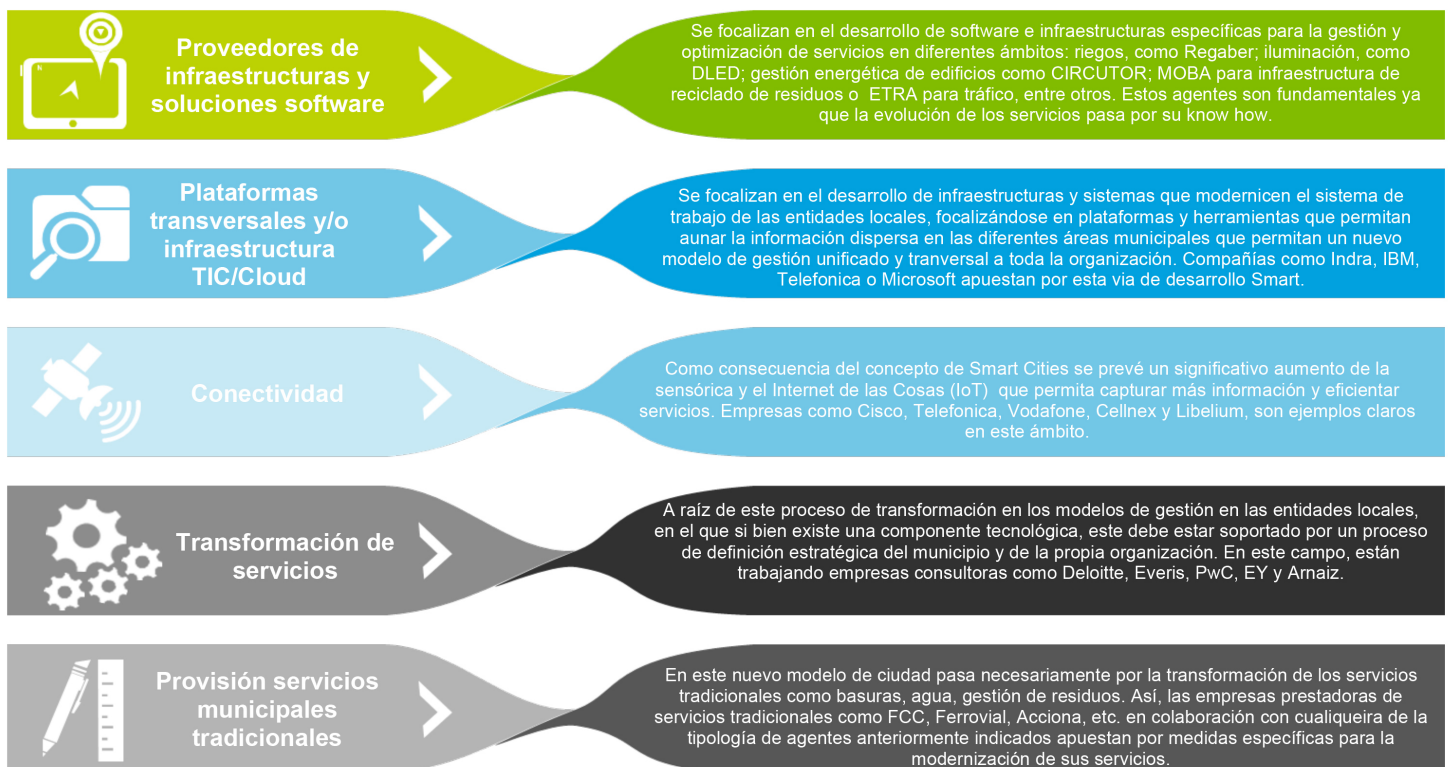 Proveedores de
infraestructuras y
soluciones software
Se focalizan en el desarrollo de software e infraestructuras específicas para la gestión y
optimización de servicios en diferentes ámbitos: riegos, como Regaber; iluminación, como
DLED; gestión energética de edificios como CIRCUTOR; MOBA para infraestructura de
reciclado de residuos o ETRA para tráfico, entre otros. Estos agentes son fundamentales ya
que la evolución de los servicios pasa por su know how.
Plataformas
transversales y/o
infraestructura
TIC/Cloud
Se focalizan en el desarrollo de infraestructuras y sistemas que modernicen el sistema de
trabajo de las entidades locales, focalizándose en plataformas y herramientas que permitan
aunar la información dispersa en las diferentes áreas municipales que permitan un nuevo
modelo de gestión unificado y tranversal a toda la organización. Compañías como Indra, IBM,
Telefonica o Microsoft apuestan por esta via de desarrollo Smart.
Conectividad
Como consecuencia del concepto de Smart Cities se prevé un significativo aumento de la
sensórica y el Internet de las Cosas (IoT) que permita capturar más información y eficientar
servicios. Empresas como Cisco, Telefonica, Vodafone, Cellnex y Libelium, son ejemplos claros
en este ámbito.
Transformación de
servicios
A raíz de este proceso de transformación en los modelos de gestión en las entidades locales,
en el que si bien existe una componente tecnológica, este debe estar soportado por un proceso
de definición estratégica del municipio y de la propia organización. En este campo, están
trabajando empresas consultoras como Deloitte, Everis, PwC, EY y Arnaiz.
Provisión servicios
municipales
tradicionales
En este nuevo modelo de ciudad pasa necesariamente por la transformación de los servicios
tradicionales como basuras, agua, gestión de residuos. Así, las empresas prestadoras de
servicios tradicionales como FCC, Ferrovial, Acciona, etc. en colaboración con cualiqueira de la
tipología de agentes anteriormente indicados apuestan por medidas específicas para la
modernización de sus servicios.